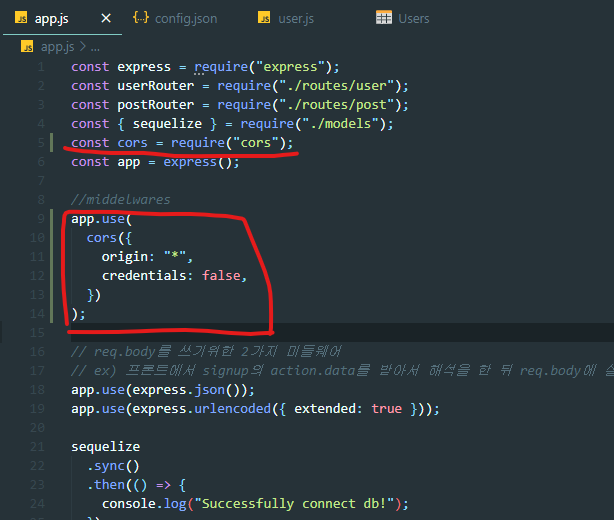 JS app.js × {..} config.json JS user.js Users
JS app.js > ...
1 const express = require("express");
2 const userRouter = require("./routes/user");
3 const postRouter = require("./routes/post");
4 const { sequelize } = require("./models");
5 const cors = require("cors");
6 const app = express();
7
8 //middelwares
9 app.use(
10 cors({
11 origin: "*",
12 credentials: false,
13 })
14 );
15
16 // req.body를 쓰기위한 2가지 미들웨어
17 // ex) 프론트에서 signup의 action.data를 받아서 해석을 한 뒤 req.body에
18 app.use(express.json());
19 app.use(express.urlencoded({ extended: true }));
20
21 sequelize
22 .sync()
23 .then(() => {
24 console.log("Successfully connect db!");